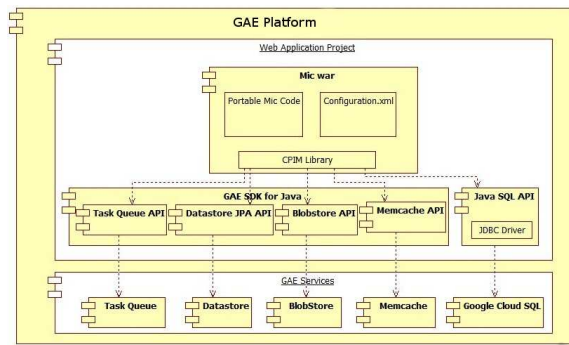 GAE Platform
Web Application Project
Mic war
Portable Mic Code
Configuration.xml
CPIM Library
GAE SDK for Java
Task Queue API
Datastore JPA API
Blobstore API
Memcache API
Java SQL API
JDBC Driver
GAE Services
Task Queue
Datastore
BlobStore
Memcache
Google Cloud SQL